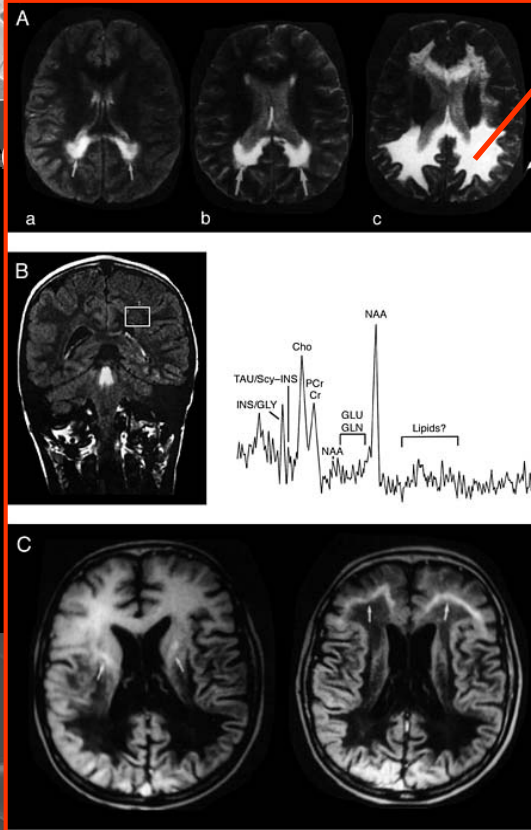 A
a
b
c
B
NAA
Cho
TAU/Scy–INS
PCr
Cr
INS/GLY
GLU
GLN
Lipids?
NAA
C